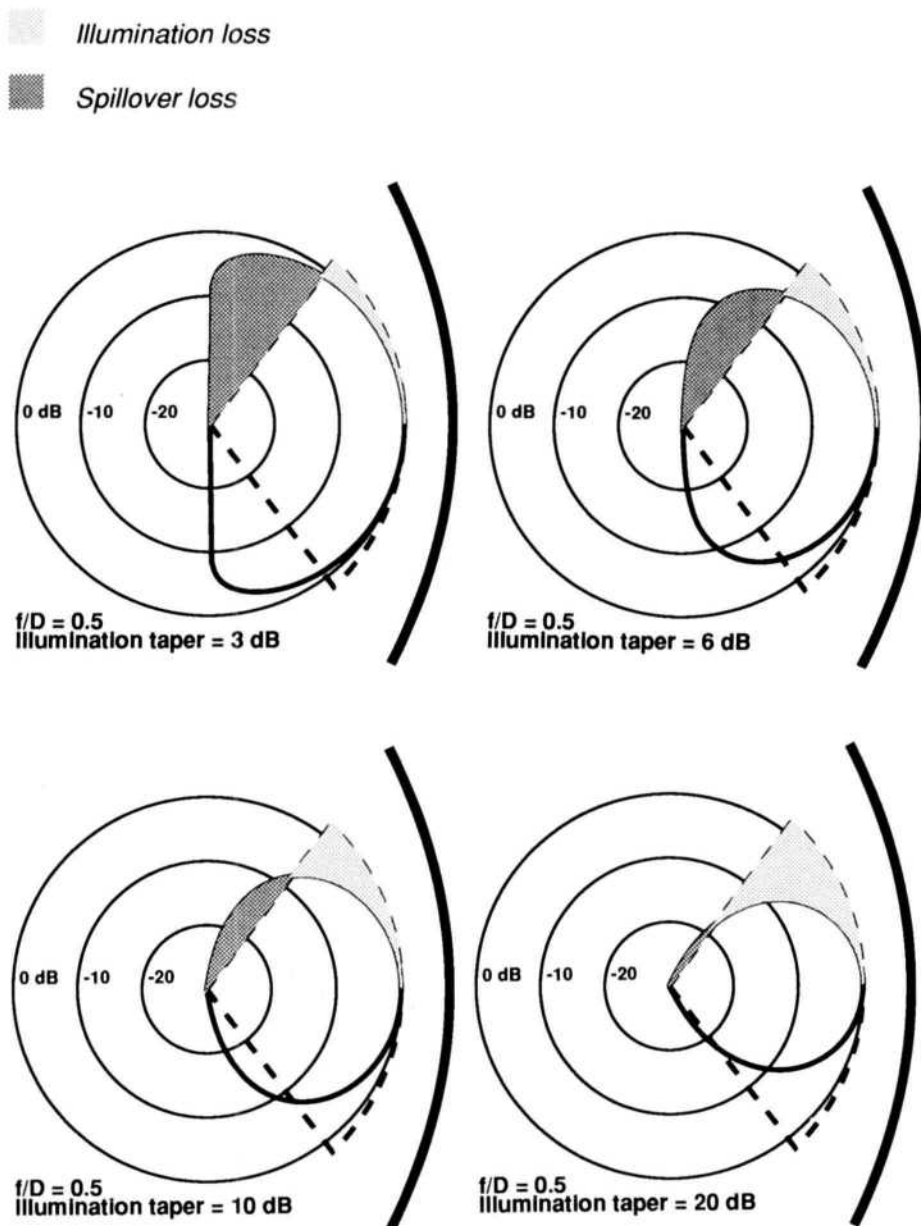 Illumination loss
Spillover loss
0 dB -10 -20
0 dB -10 -20
f/D = 0.5
Illumination taper = 3 dB
f/D = 0.5
Illumination taper = 6 dB
0 dB -10 -20
0 dB -10 -20
f/D = 0.5
Illumination taper = 10 dB
f/D = 0.5
Illumination taper = 20 dB